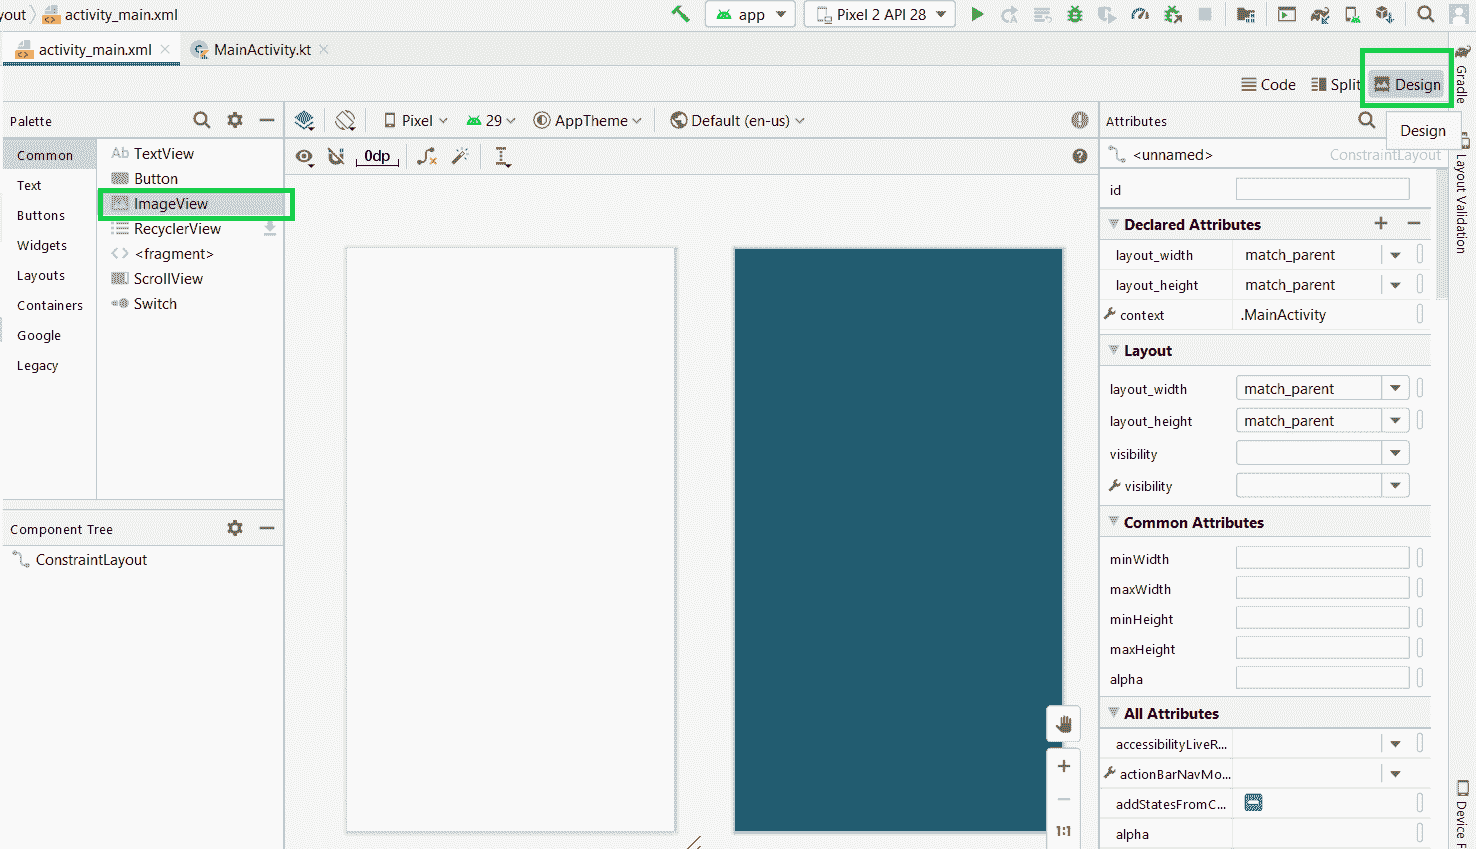 yout activity_main.xml app Pixel 2 API 28
activity_main.xml MainActivity.kt
Code Split Design
Palette
Pixel 29 AppTheme Default (en-us)
Attributes
Design
Common
Text
Buttons
Widgets
Layouts
Containers
Google
Legacy
Ab TextView
Button
ImageView
RecyclerView
<> <fragment>
ScrollView
Switch
0dp
<unnamed> ConstraintLayout
id
Declared Attributes
layout_width match_parent
layout_height match_parent
context .MainActivity
Layout
layout_width match_parent
layout_height match_parent
visibility
visibility
Common Attributes
minWidth
maxWidth
minHeight
maxHeight
alpha
All Attributes
accessibilityLiveR...
actionBarNavMo...
addStatesFromC...
alpha
Component Tree
ConstraintLayout
1:1
Gradle
Layout Validation
Device F